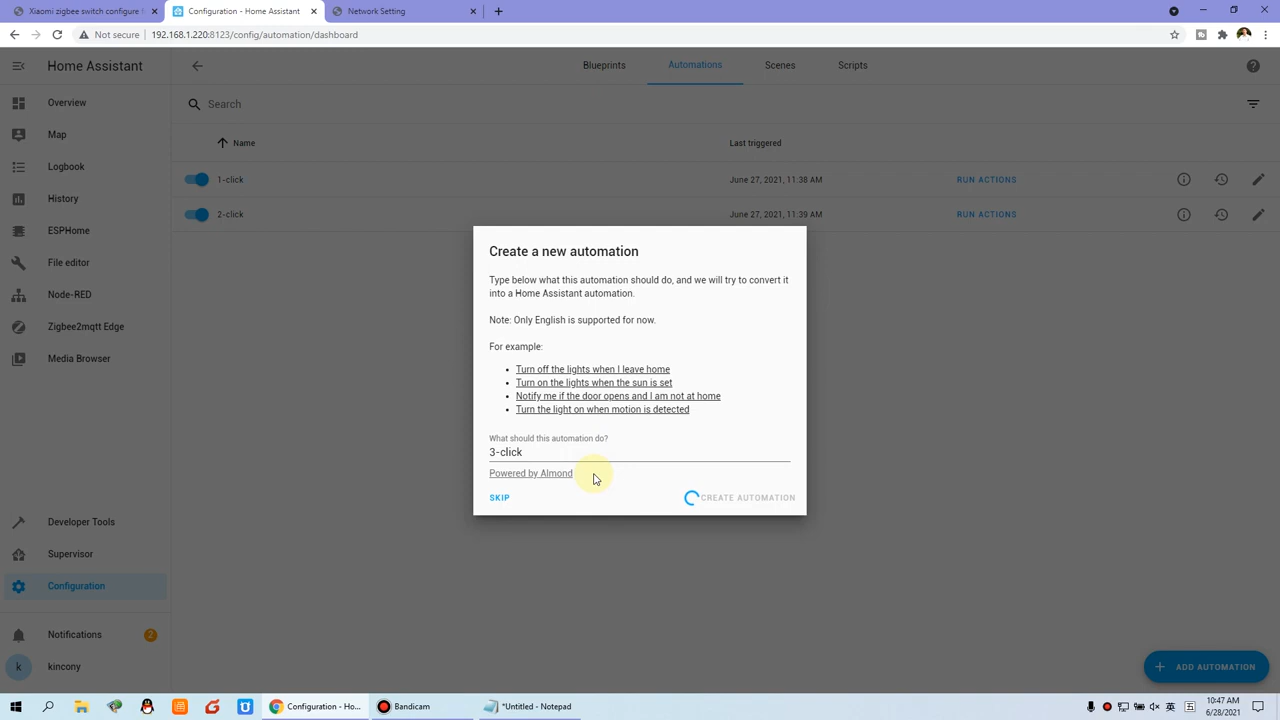 Xiaomi zigbee switch configure
Configuration - Home Assistant
Network Setting
Not secure
192.168.1.220:8123/config/automation/dashboard
Home Assistant
Blueprints
Automations
Scenes
Scripts
Overview
Search
Map
Name
Last triggered
Logbook
1-click
June 27, 2021, 11:38 AM
RUN ACTIONS
History
2-click
June 27, 2021, 11:39 AM
RUN ACTIONS
ESPHome
File editor
Node-RED
Zigbee2mqtt Edge
Media Browser
Create a new automation
Type below what this automation should do, and we will try to convert it
into a Home Assistant automation.
Note: Only English is supported for now.
For example:
Turn off the lights when I leave home
Turn on the lights when the sun is set
Notify me if the door opens and I am not at home
Turn the light on when motion is detected
What should this automation do?
3-click
Powered by Almond
SKIP
CREATE AUTOMATION
Developer Tools
Supervisor
Configuration
Notifications
2
k
kincony
ADD AUTOMATION
Configuration - Ho...
Bandicam
*Untitled - Notepad
英
10:47 AM
6/28/2021